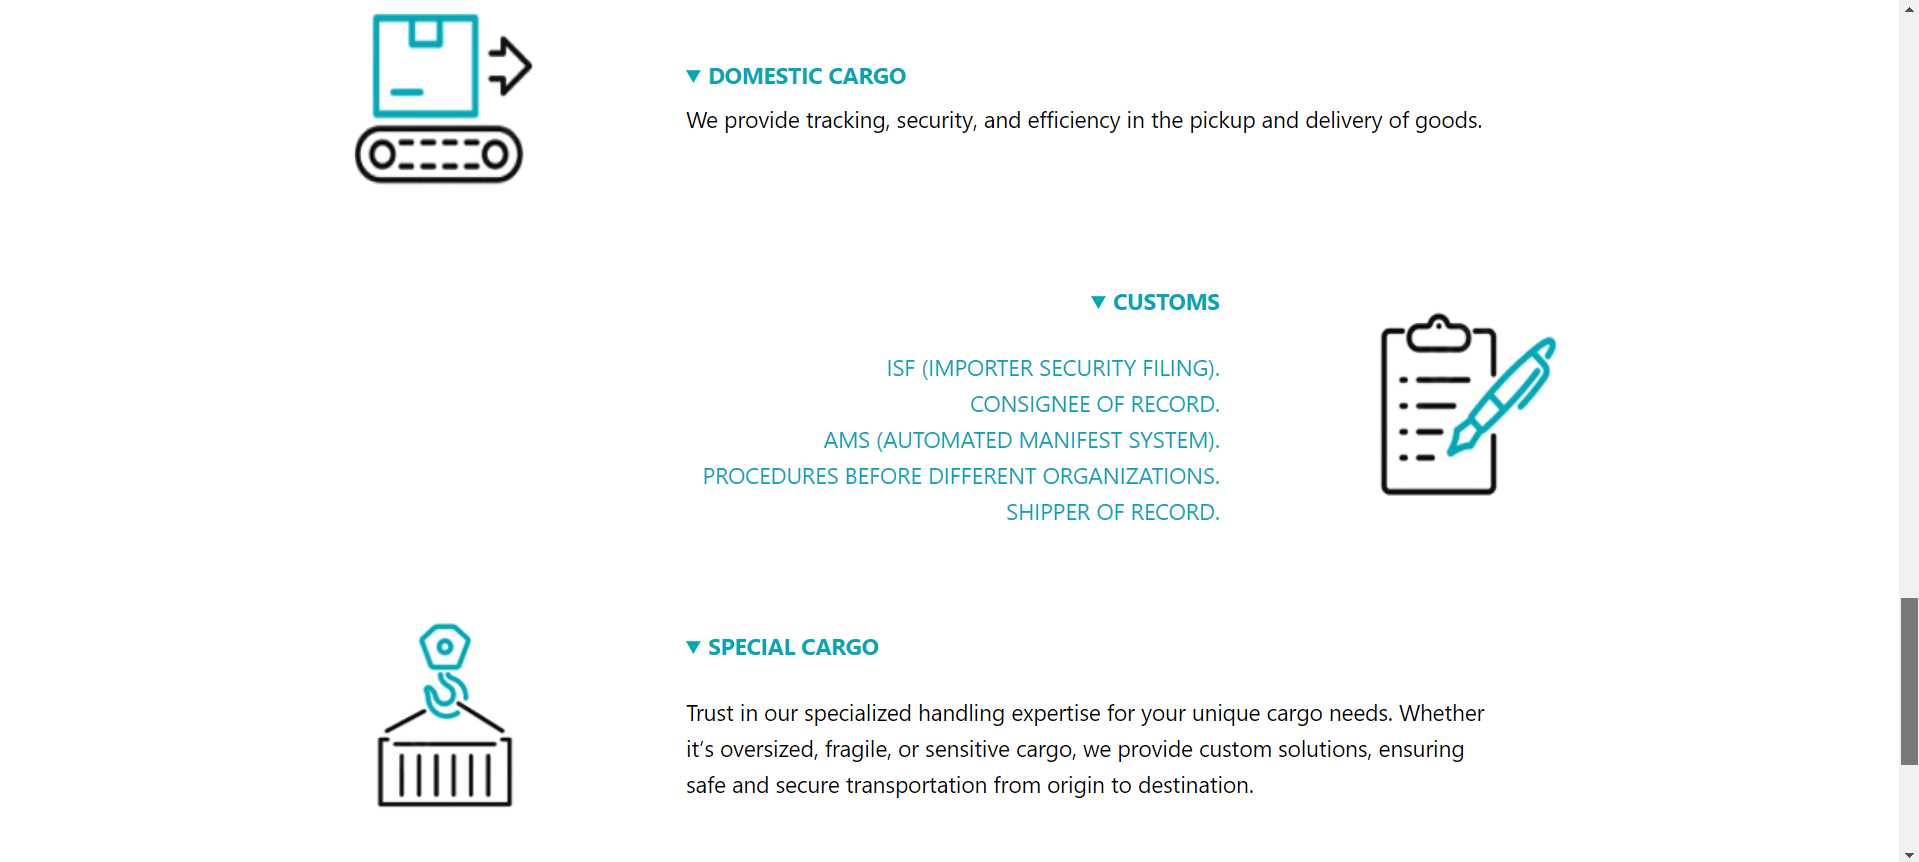 ▼ DOMESTIC CARGO
We provide tracking, security, and efficiency in the pickup and delivery of goods.
▼ CUSTOMS
ISF (IMPORTER SECURITY FILING).
CONSIGNEE OF RECORD.
AMS (AUTOMATED MANIFEST SYSTEM).
PROCEDURES BEFORE DIFFERENT ORGANIZATIONS.
SHIPPER OF RECORD.
▼ SPECIAL CARGO
Trust in our specialized handling expertise for your unique cargo needs. Whether
it’s oversized, fragile, or sensitive cargo, we provide custom solutions, ensuring
safe and secure transportation from origin to destination.